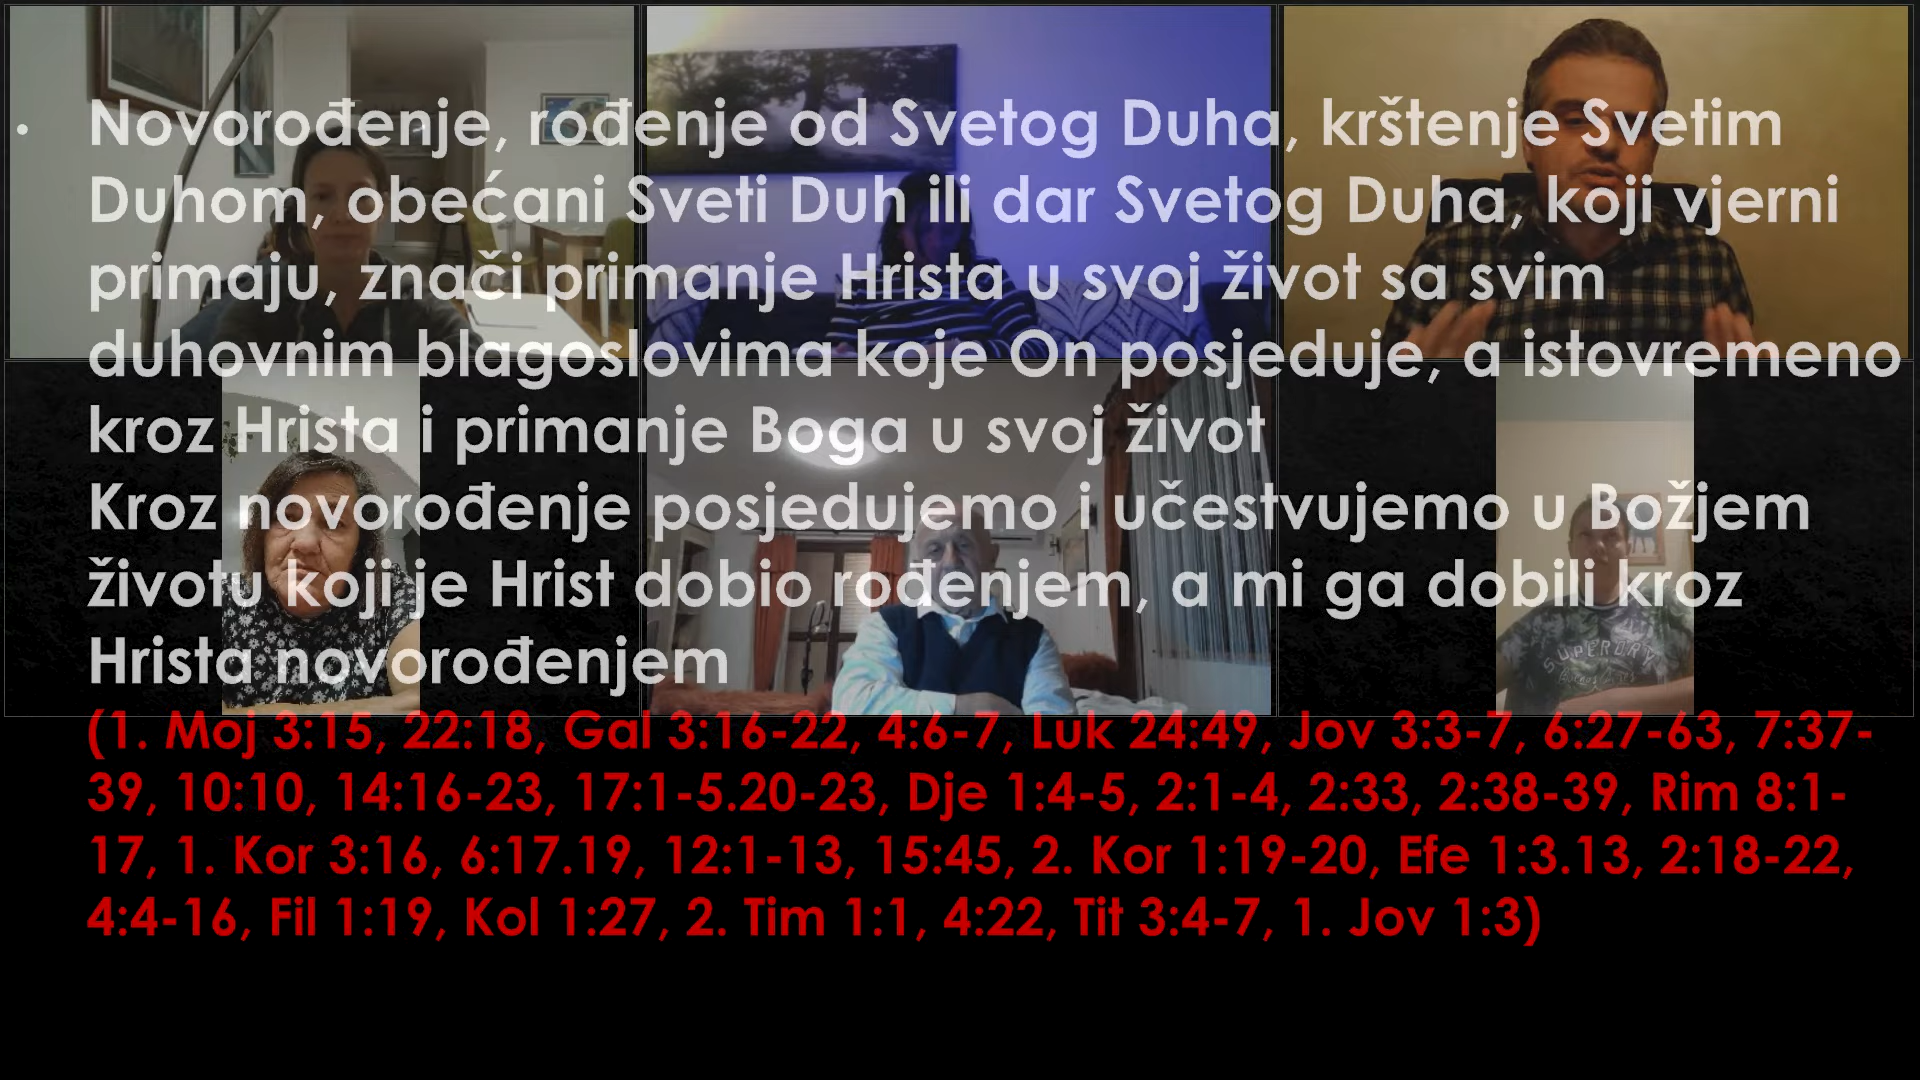 • Novorođenje, rođenje od Svetog Duha, krštenje Svetim
Duhom, obećani Sveti Duh ili dar Svetog Duha, koji vjerni
primaju, znači primanje Hrista u svoj život sa svim
duhovnim blagoslovima koje On posjeduje, a istovremeno
kroz Hrista i primanje Boga u svoj život
Kroz novorođenje posjedujemo i učestvujemo u Božjem
životu koji je Hrist dobio rođenjem, a mi ga dobili kroz
Hrista novorođenjem
SUPERDRY
(1. Moj 3:15, 22:18, Gal 3:16-22, 4:6-7, Luk 24:49, Jov 3:3-7, 6:27-63, 7:37-
39, 10:10, 14:16-23, 17:1-5.20-23, Dje 1:4-5, 2:1-4, 2:33, 2:38-39, Rim 8:1-
17, 1. Kor 3:16, 6:17.19, 12:1-13, 15:45, 2. Kor 1:19-20, Efe 1:3.13, 2:18-22,
4:4-16, Fil 1:19, Kol 1:27, 2. Tim 1:1, 4:22, Tit 3:4-7, 1. Jov 1:3)